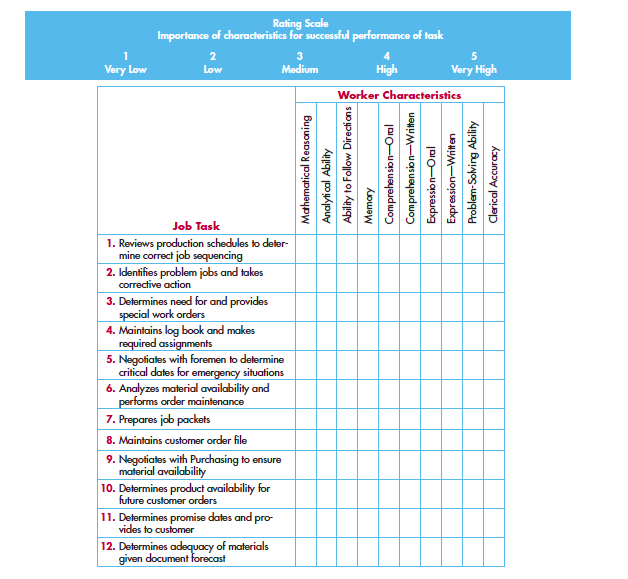 Rating Scale
Importance of characteristics for successful performance of task
1 2 3 4 5
Very Low Low Medium High Very High
Worker Characteristics
Mathematical Reasoning
Analytical Ability
Ability to Follow Directions
Memory
Comprehension—Oral
Comprehension—Written
Expression—Oral
Expression—Written
Problem-Solving Ability
Clerical Accuracy
Job Task
1. Reviews production schedules to deter-
mine correct job sequencing
2. Identifies problem jobs and takes
corrective action
3. Determines need for and provides
special work orders
4. Maintains log book and makes
required assignments
5. Negotiates with foremen to determine
critical dates for emergency situations
6. Analyzes material availability and
performs order maintenance
7. Prepares job packets
8. Maintains customer order file
9. Negotiates with Purchasing to ensure
material availability
10. Determines product availability for
future customer orders
11. Determines promise dates and pro-
vides to customer
12. Determines adequacy of materials
given document forecast